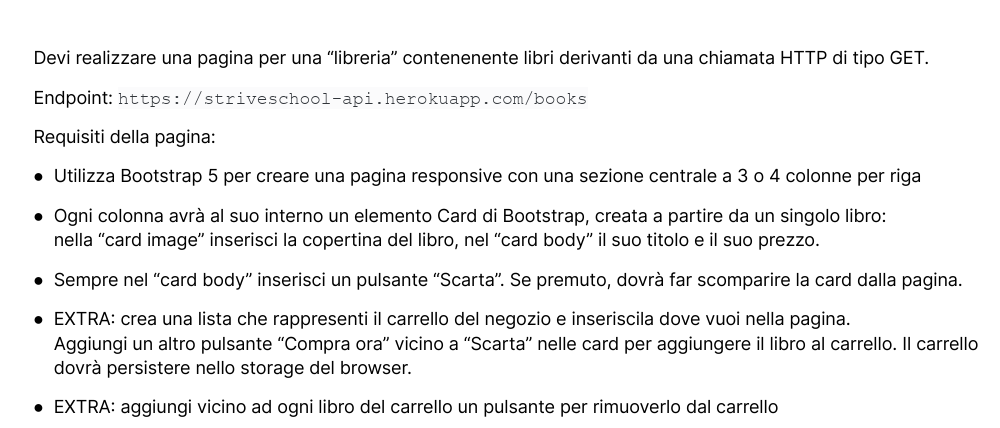 Devi realizzare una pagina per una “libreria” contenenente libri derivanti da una chiamata HTTP di tipo GET.
Endpoint: https://striveschool-api.herokuapp.com/books
Requisiti della pagina:
● Utilizza Bootstrap 5 per creare una pagina responsive con una sezione centrale a 3 o 4 colonne per riga
● Ogni colonna avrà al suo interno un elemento Card di Bootstrap, creata a partire da un singolo libro:
nella “card image” inserisci la copertina del libro, nel “card body” il suo titolo e il suo prezzo.
● Sempre nel “card body” inserisci un pulsante “Scarta”. Se premuto, dovrà far scomparire la card dalla pagina.
● EXTRA: crea una lista che rappresenti il carrello del negozio e inseriscila dove vuoi nella pagina.
Aggiungi un altro pulsante “Compra ora” vicino a “Scarta” nelle card per aggiungere il libro al carrello. Il carrello
dovrà persistere nello storage del browser.
● EXTRA: aggiungi vicino ad ogni libro del carrello un pulsante per rimuoverlo dal carrello